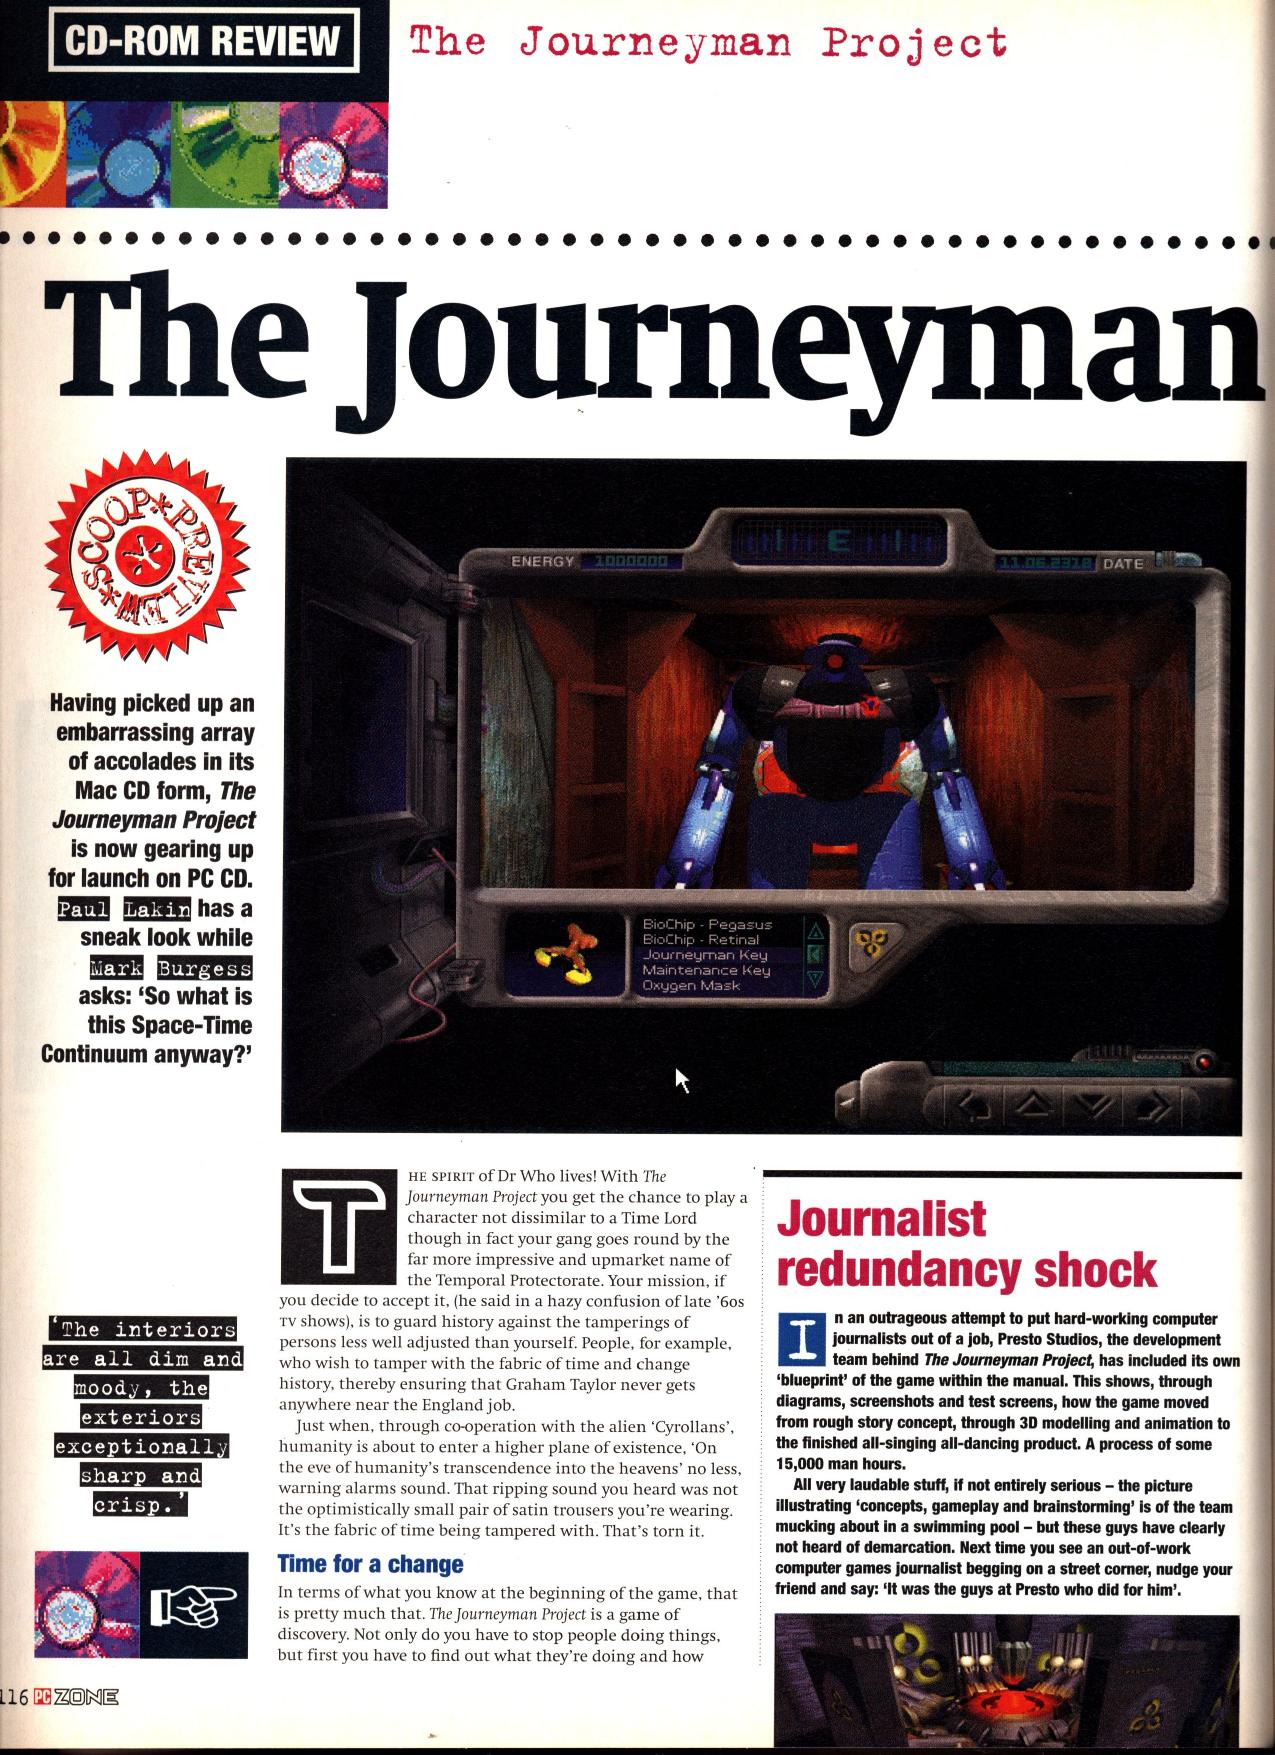 CD-ROM REVIEW
The Journeyman Project
The Journeyman
SCOOP*PREVIEW*
Having picked up an
embarrassing array
of accolades in its
Mac CD form, The
Journeyman Project
is now gearing up
for launch on PC CD.
Paul Lakin has a
sneak look while
Mark Burgess
asks: ‘So what is
this Space-Time
Continuum anyway?’
ENERGY 1000000
E
11.06.2318 DATE
BioChip - Pegasus
BioChip - Retinal
Journeyman Key
Maintenance Key
Oxygen Mask
THE SPIRIT of Dr Who lives! With The
Journeyman Project you get the chance to play a
character not dissimilar to a Time Lord
though in fact your gang goes round by the
far more impressive and upmarket name of
the Temporal Protectorate. Your mission, if
you decide to accept it, (he said in a hazy confusion of late ’60s
TV shows), is to guard history against the tamperings of
persons less well adjusted than yourself. People, for example,
who wish to tamper with the fabric of time and change
history, thereby ensuring that Graham Taylor never gets
anywhere near the England job.
Just when, through co-operation with the alien ‘Cyrollans’,
humanity is about to enter a higher plane of existence, ‘On
the eve of humanity’s transcendence into the heavens’ no less,
warning alarms sound. That ripping sound you heard was not
the optimistically small pair of satin trousers you’re wearing.
It’s the fabric of time being tampered with. That’s torn it.
Time for a change
In terms of what you know at the beginning of the game, that
is pretty much that. The Journeyman Project is a game of
discovery. Not only do you have to stop people doing things,
but first you have to find out what they’re doing and how
‘The interiors
are all dim and
moody, the
exteriors
exceptionally
sharp and
crisp.’
Journalist
redundancy shock
In an outrageous attempt to put hard-working computer
journalists out of a job, Presto Studios, the development
team behind The Journeyman Project, has included its own
‘blueprint’ of the game within the manual. This shows, through
diagrams, screenshots and test screens, how the game moved
from rough story concept, through 3D modelling and animation to
the finished all-singing all-dancing product. A process of some
15,000 man hours.
All very laudable stuff, if not entirely serious – the picture
illustrating ‘concepts, gameplay and brainstorming’ is of the team
mucking about in a swimming pool – but these guys have clearly
not heard of demarcation. Next time you see an out-of-work
computer games journalist begging on a street corner, nudge your
friend and say: ‘It was the guys at Presto who did for him’.
116 PC ZONE